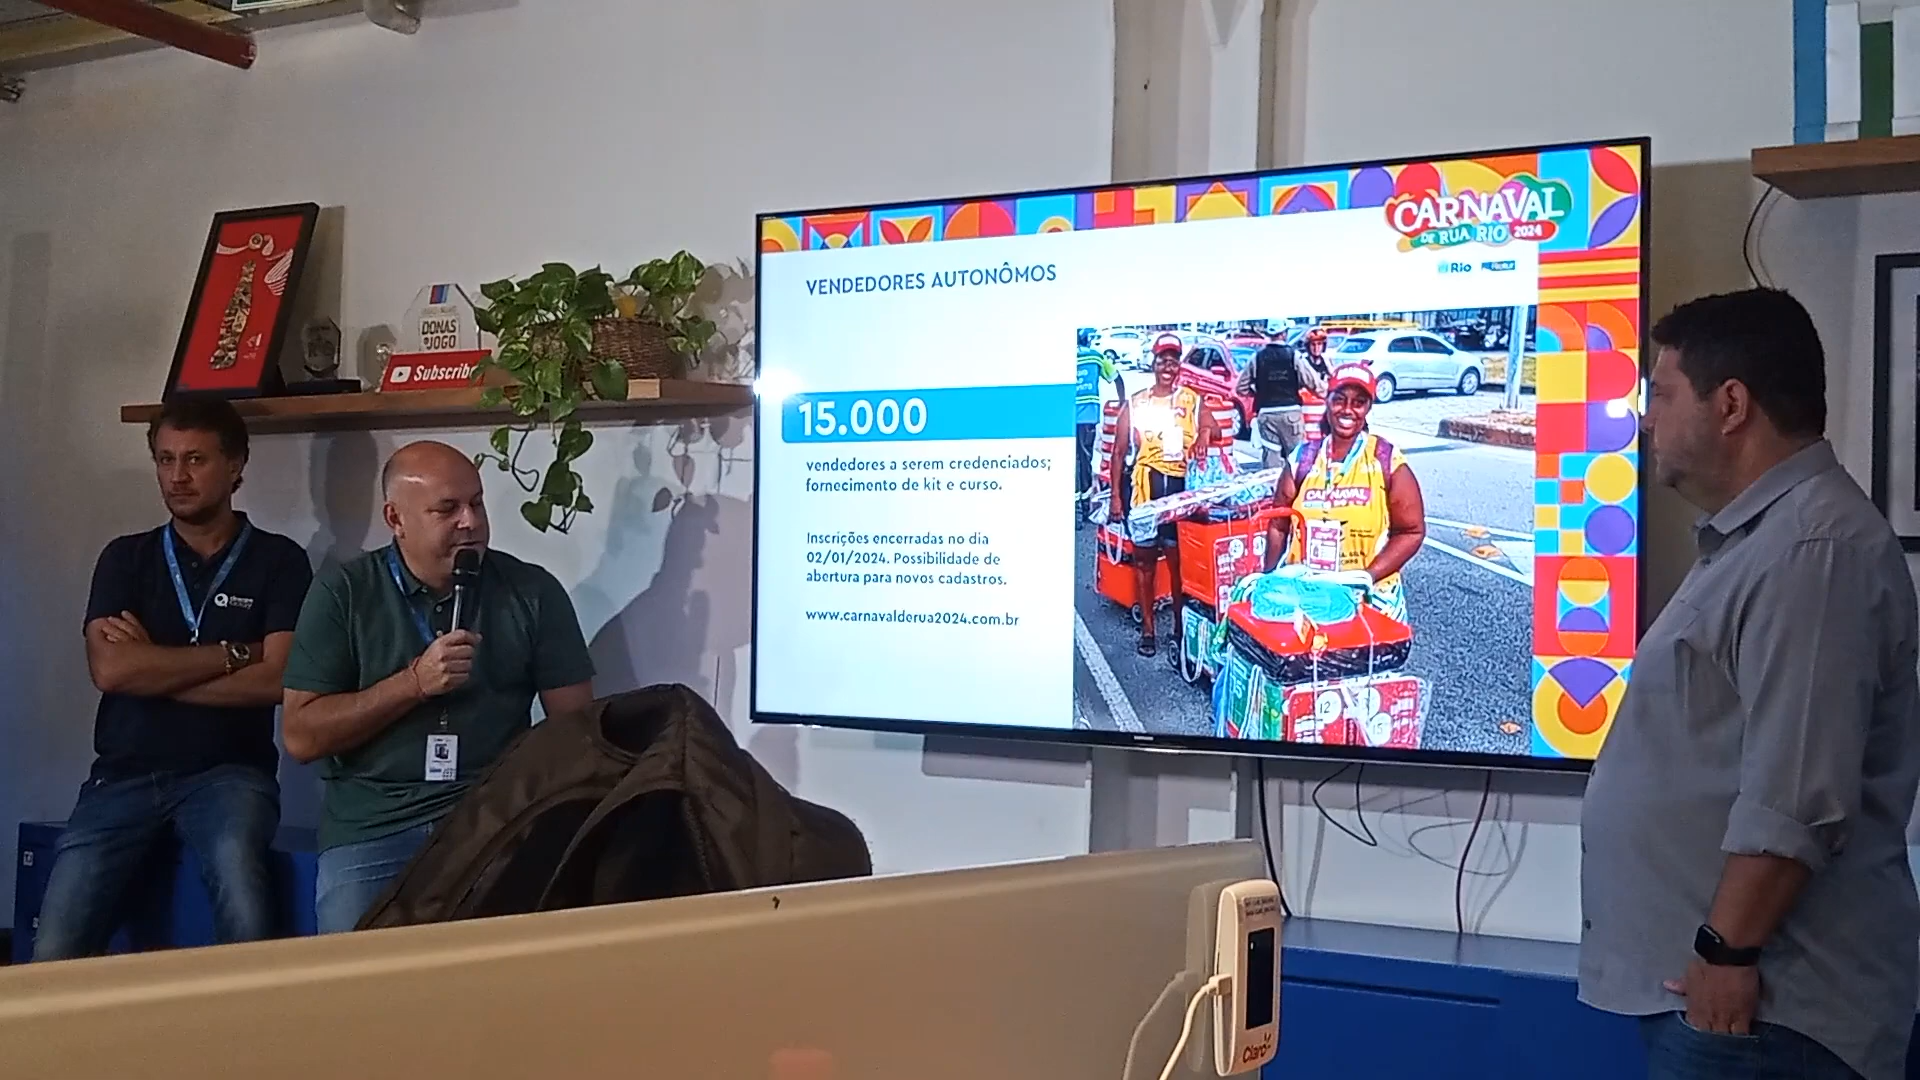 CARNAVAL
DE RUA RIO 2024
Rio
VENDEDORES AUTONÔMOS
15.000
vendedores a serem credenciados;
fornecimento de kit e curso.
Inscrições encerradas no dia
02/01/2024. Possibilidade de
abertura para novos cadastros.
www.carnavalderua2024.com.br
DONAS
DO JOGO
Subscribe
CARNAVAL
12
15
Claro